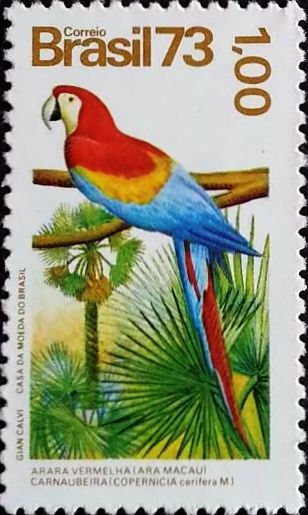 Correio
Brasil 73
1,00
GIAN CALVI CASA DA MOEDA DO BRASIL
ARARA VERMELHA (ARA MACAU)
CARNAUBEIRA (COPERNICIA cerifera M)